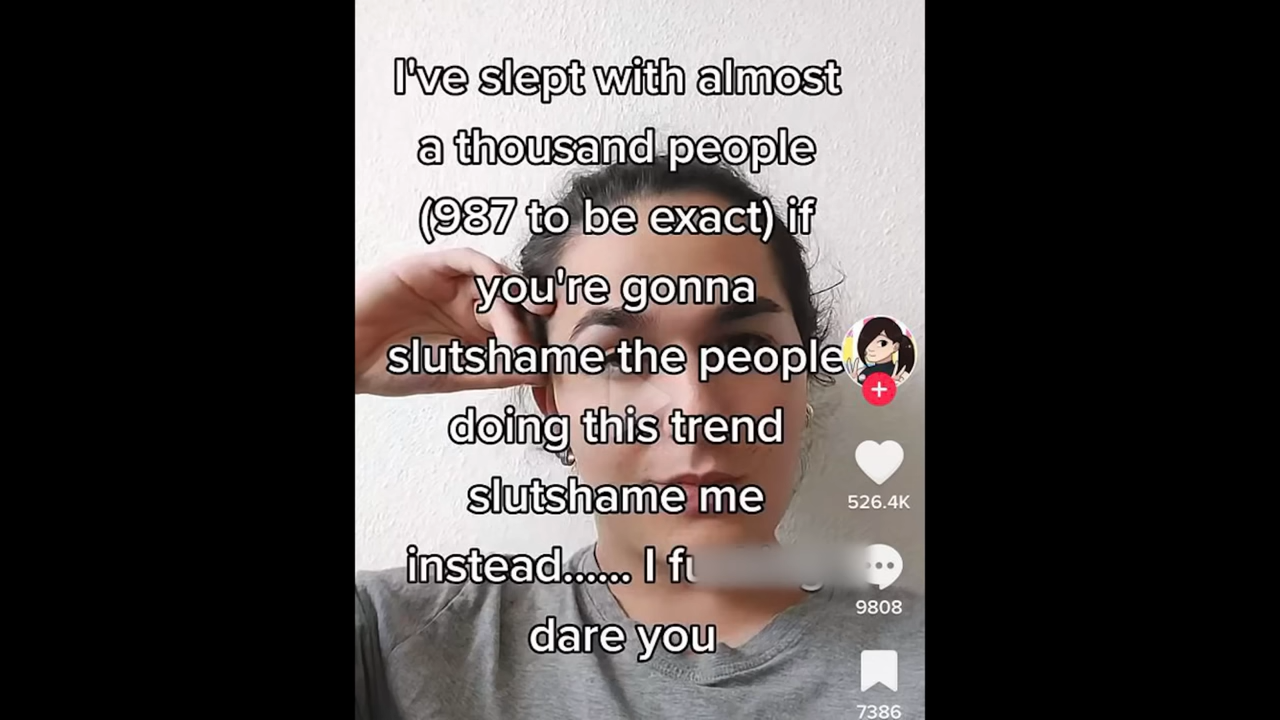 I've slept with almost
a thousand people
(987 to be exact) if
you're gonna
slutshame the people
doing this trend
slutshame me
instead...... I
dare you
526.4K
9808
7386